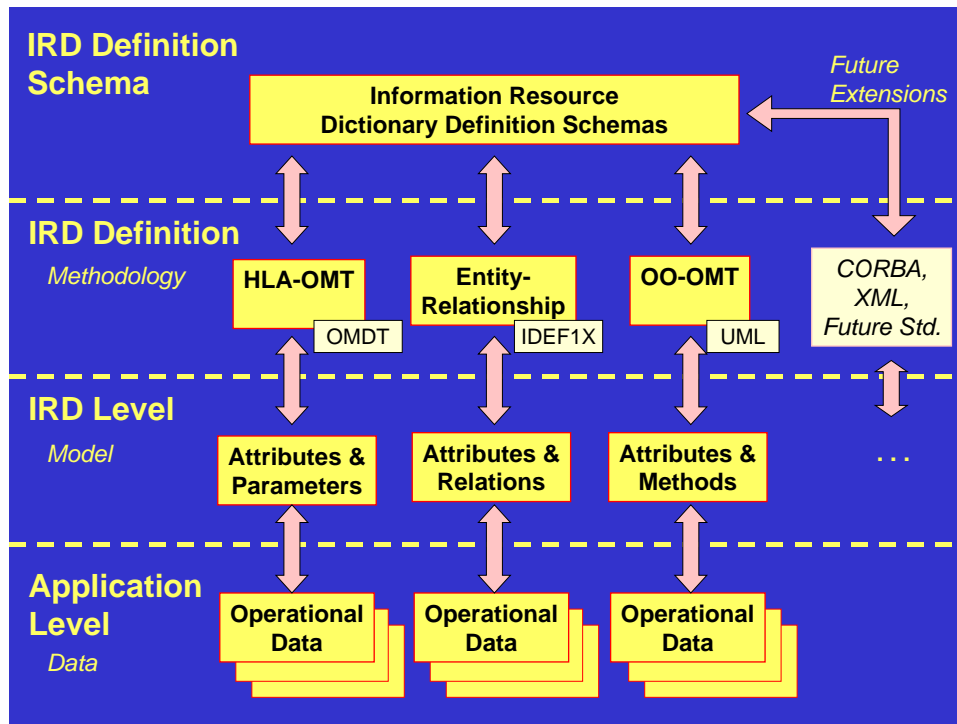 IRD Definition
Schema
Future
Extensions
Information Resource
Dictionary Definition Schemas
IRD Definition
Methodology
HLA-OMT
OMDT
Entity-
Relationship
IDEF1X
OO-OMT
UML
CORBA,
XML,
Future Std.
IRD Level
Model
Attributes &
Parameters
Attributes &
Relations
Attributes &
Methods
...
Application
Level
Data
Operational
Data
Operational
Data
Operational
Data